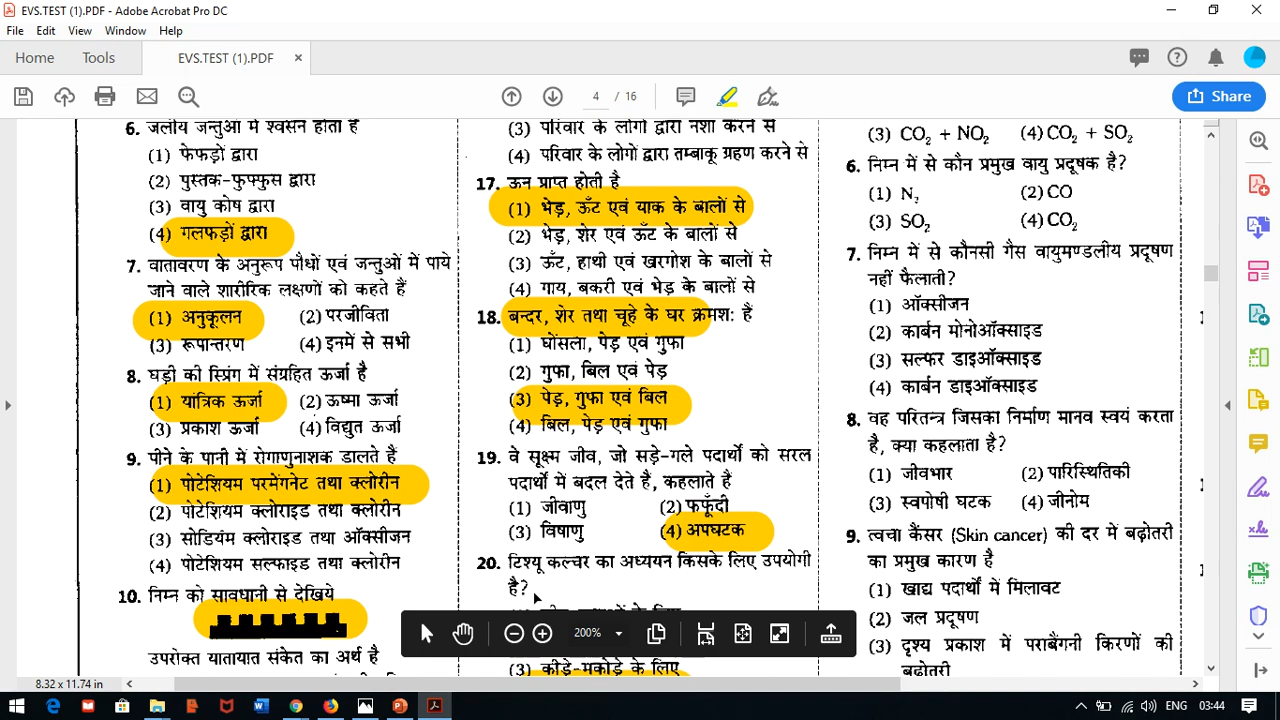 EVS.TEST (1).PDF - Adobe Acrobat Pro DC
File Edit View Window Help
Home Tools EVS.TEST (1).PDF ×
4 / 16
Share
6. जलीय जन्तुओं में श्वसन होता है
(1) फेफड़ों द्वारा
(2) पुस्तक-फुफ्फुस द्वारा
(3) वायु कोष द्वारा
(4) गलफड़ों द्वारा
7. वातावरण के अनुरूप पौधों एवं जन्तुओं में पाये
जाने वाले शारीरिक लक्षणों को कहते हैं
(1) अनुकूलन (2) परजीविता
(3) रूपान्तरण (4) इनमें से सभी
8. घड़ी की स्प्रिंग में संग्रहित ऊर्जा है
(1) यांत्रिक ऊर्जा (2) ऊष्मा ऊर्जा
(3) प्रकाश ऊर्जा (4) विद्युत ऊर्जा
9. पीने के पानी में रोगाणुनाशक डालते हैं
(1) पोटेशियम परमेंगनेट तथा क्लोरीन
(2) पोटेशियम क्लोराइड तथा क्लोरीन
(3) सोडियम क्लोराइड तथा ऑक्सीजन
(4) पोटेशियम सल्फाइड तथा क्लोरीन
10. निम्न को सावधानी से देखिये
उपरोक्त यातायात संकेत का अर्थ है
(3) परिवार के लोगों द्वारा नशा करने से
(4) परिवार के लोगों द्वारा तम्बाकू ग्रहण करने से
17. ऊन प्राप्त होती है
(1) भेड़, ऊँट एवं याक के बालों से
(2) भेड़, शेर एवं ऊँट के बालों से
(3) ऊँट, हाथी एवं खरगोश के बालों से
(4) गाय, बकरी एवं भेड़ के बालों से
18. बन्दर, शेर तथा चूहे के घर क्रमश: हैं
(1) घोंसला, पेड़ एवं गुफा
(2) गुफा, बिल एवं पेड़
(3) पेड़, गुफा एवं बिल
(4) बिल, पेड़ एवं गुफा
19. वे सूक्ष्म जीव, जो सड़े-गले पदार्थो को सरल
पदार्थों में बदल देते है, कहलाते है
(1) जीवाणु (2) फफूँदी
(3) विषाणु (4) अपघटक
20. टिश्यू कल्चर का अध्ययन किसके लिए उपयोगी
है?
200%
(3) कीड़े-मकोड़े के लिए
(3) CO₂ + NO₂ (4) CO₂ + SO₂
6. निम्न में से कौन प्रमुख वायु प्रदूषक है?
(1) N₂ (2) CO
(3) SO₂ (4) CO₂
7. निम्न में से कौनसी गैस वायुमण्डलीय प्रदूषण
नहीं फैलाती?
(1) ऑक्सीजन
(2) कार्बन मोनोऑक्साइड
(3) सल्फर डाइऑक्साइड
(4) कार्बन डाइऑक्साइड
8. वह परितन्त्र जिसका निर्माण मानव स्वयं करता
है, क्या कहलाता है?
(1) जीवभार (2) पारिस्थितिकी
(3) स्वपोषी घटक (4) जीनोम
9. त्वचा कैंसर (Skin cancer) की दर में बढ़ोतरी
का प्रमुख कारण है
(1) खाद्य पदार्थों में मिलावट
(2) जल प्रदूषण
(3) दृश्य प्रकाश में पराबैंगनी किरणों की
बढ़ोतरी
8.32 x 11.74 in
ENG 03:44